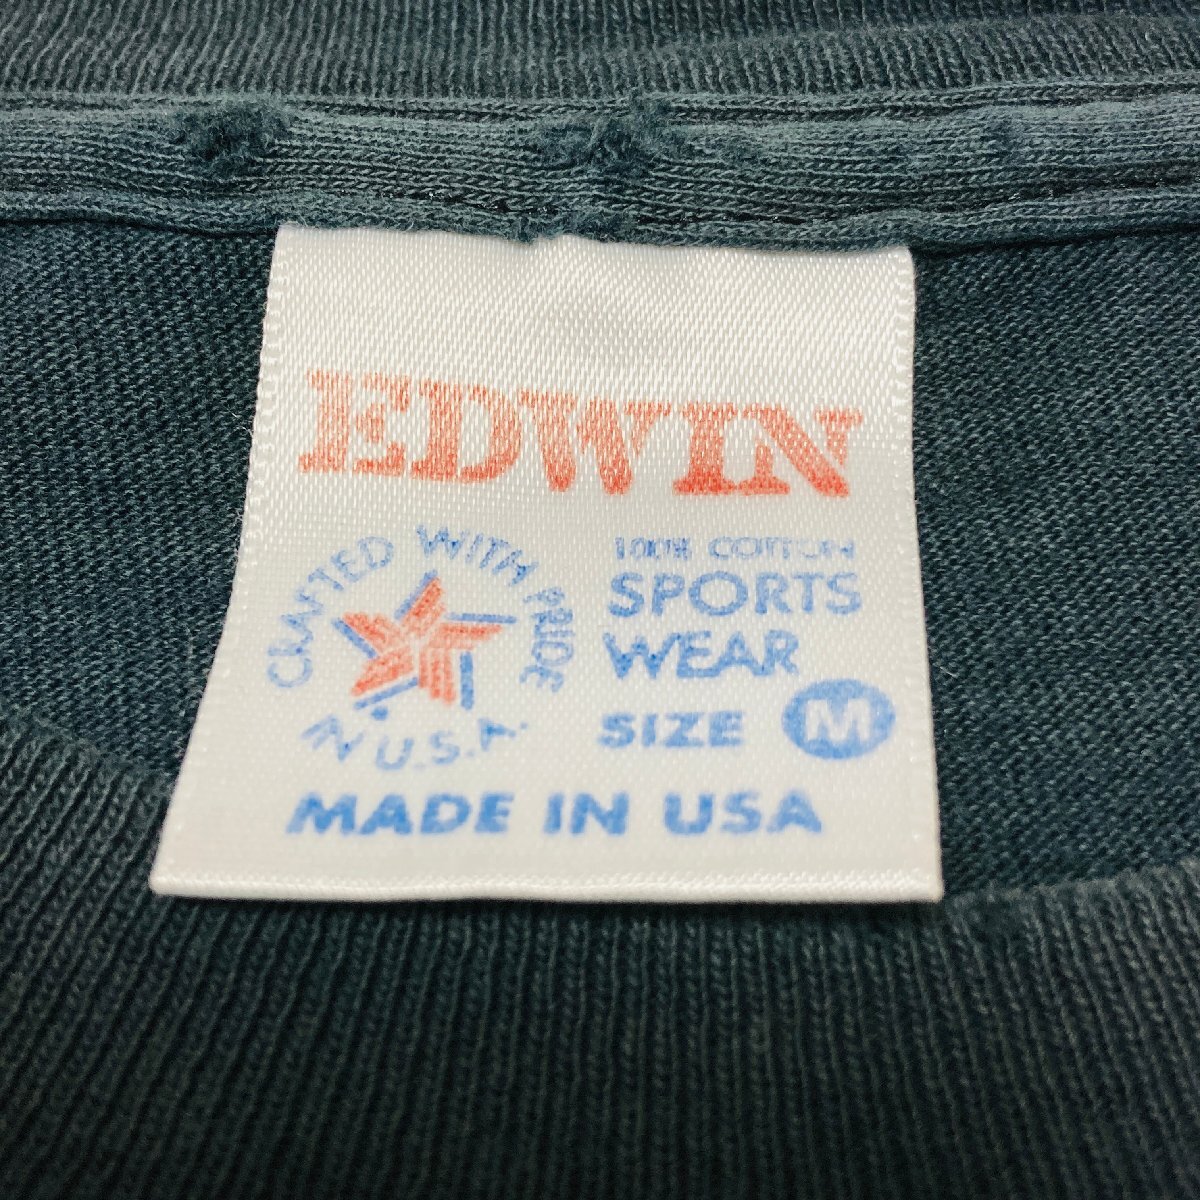 EDWIN
CRAFTED WITH PRIDE
IN U.S.A.
100% COTTON
SPORTS
WEAR
SIZE M
MADE IN USA